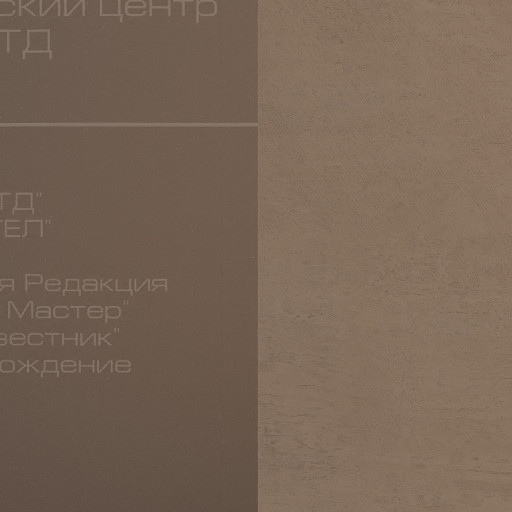 ский центр
ТД
ТД"
ТЕЛ"
я Редакция
Мастер"
вестник"
ождение